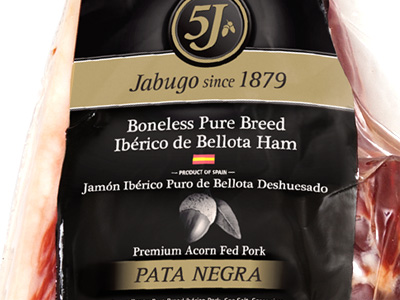 5J
Jabugo since 1879
Boneless Pure Breed
Ibérico de Bellota Ham
PRODUCT OF SPAIN
Jamón Ibérico Puro de Bellota Deshuesado
Premium Acorn Fed Pork
PATA NEGRA